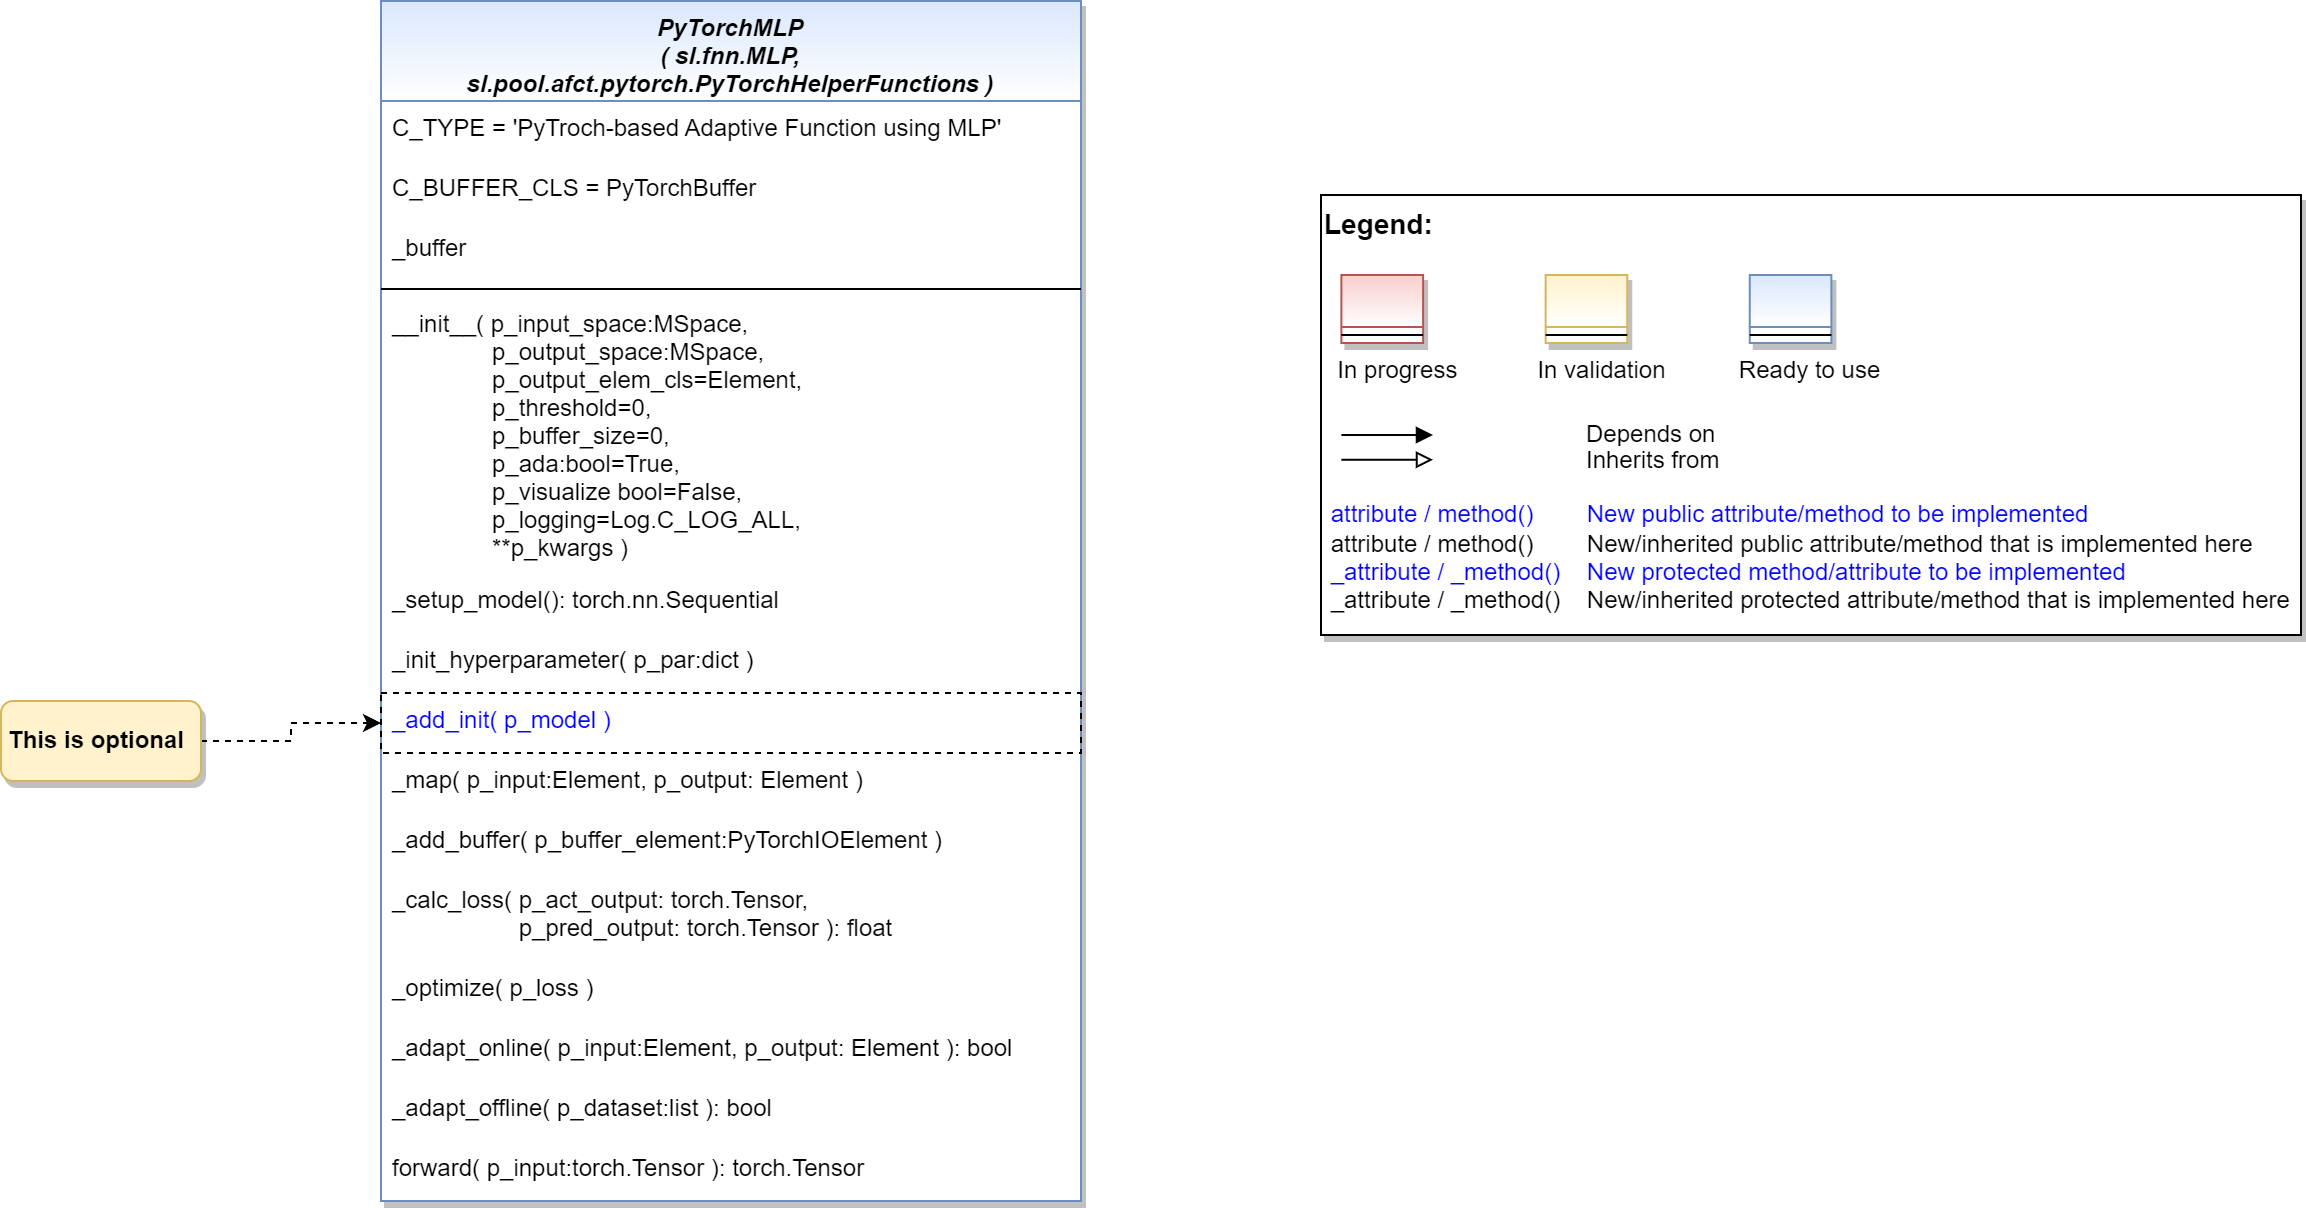 PyTorchMLP
( sl.fnn.MLP,
sl.pool.afct.pytorch.PyTorchHelperFunctions )
C_TYPE = 'PyTroch-based Adaptive Function using MLP'
C_BUFFER_CLS = PyTorchBuffer
_buffer
__init__( p_input_space:MSpace,
p_output_space:MSpace,
p_output_elem_cls=Element,
p_threshold=0,
p_buffer_size=0,
p_ada:bool=True,
p_visualize bool=False,
p_logging=Log.C_LOG_ALL,
**p_kwargs )
_setup_model(): torch.nn.Sequential
_init_hyperparameter( p_par:dict )
This is optional
_add_init( p_model )
_map( p_input:Element, p_output: Element )
_add_buffer( p_buffer_element:PyTorchIOElement )
_calc_loss( p_act_output: torch.Tensor,
p_pred_output: torch.Tensor ): float
_optimize( p_loss )
_adapt_online( p_input:Element, p_output: Element ): bool
_adapt_offline( p_dataset:list ): bool
forward( p_input:torch.Tensor ): torch.Tensor
Legend:
In progress In validation Ready to use
Depends on
Inherits from
attribute / method() New public attribute/method to be implemented
attribute / method() New/inherited public attribute/method that is implemented here
_attribute / _method() New protected method/attribute to be implemented
_attribute / _method() New/inherited protected attribute/method that is implemented here